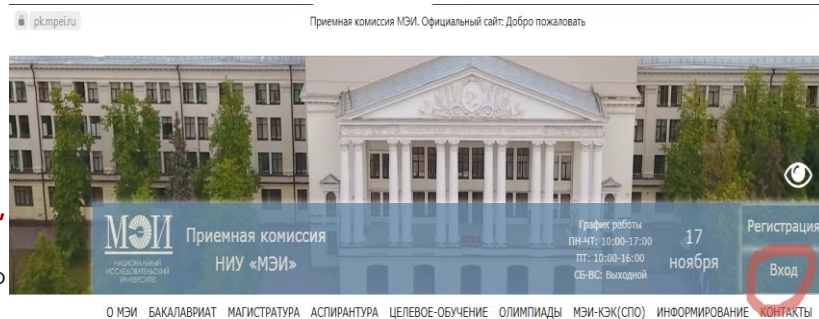 pk.mpei.ru
Приемная комиссия МЭИ. Официальный сайт: Добро пожаловать
МЭИ
НАЦИОНАЛЬНЫЙ
ИССЛЕДОВАТЕЛЬСКИЙ
УНИВЕРСИТЕТ
Приемная комиссия
НИУ «МЭИ»
График работы
ПН-ЧТ: 10:00-17:00
ПТ: 10:00-16:00
СБ-ВС: Выходной
17
ноября
Регистрация
Вход
О МЭИ БАКАЛАВРИАТ МАГИСТРАТУРА АСПИРАНТУРА ЦЕЛЕВОЕ-ОБУЧЕНИЕ ОЛИМПИАДЫ МЭИ-КЭК(СПО) ИНФОРМИРОВАНИЕ КОНТАКТЫ